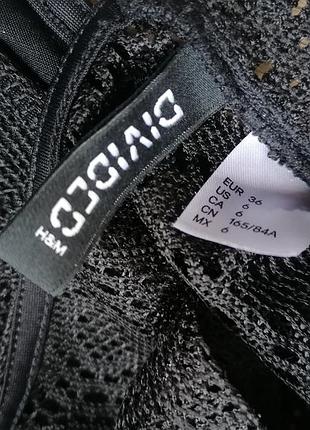 DIVIDED
H&M
EUR 36
US 6
CA 6
CN 165/84A
MX 6